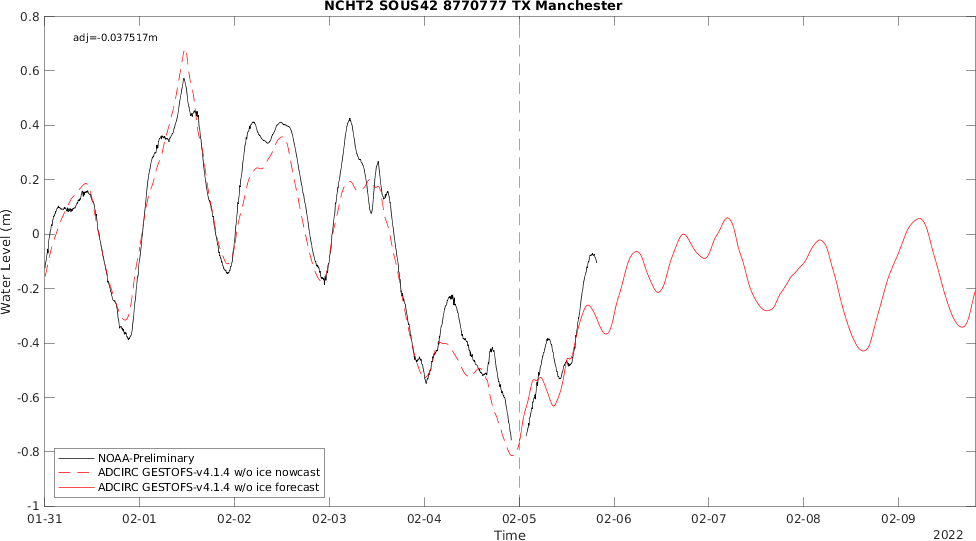 NCHT2 SOUS42 8770777 TX Manchester
adj=-0.037517m
Water Level (m)
0.8
0.6
0.4
0.2
0
-0.2
-0.4
-0.6
-0.8
-1
NOAA-Preliminary
ADCIRC GESTOFS-v4.1.4 w/o ice nowcast
ADCIRC GESTOFS-v4.1.4 w/o ice forecast
01-31 02-01 02-02 02-03 02-04 02-05 02-06 02-07 02-08 02-09
Time
2022